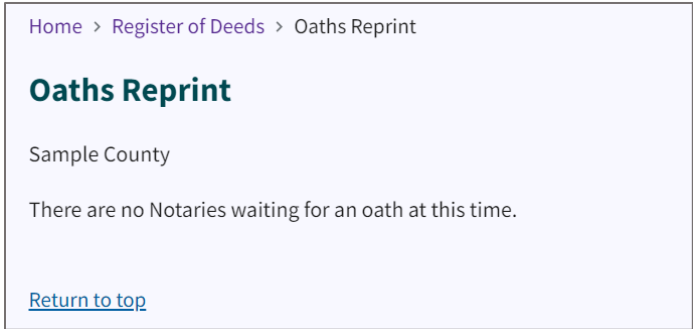 Home > Register of Deeds > Oaths Reprint
Oaths Reprint
Sample County
There are no Notaries waiting for an oath at this time.
Return to top